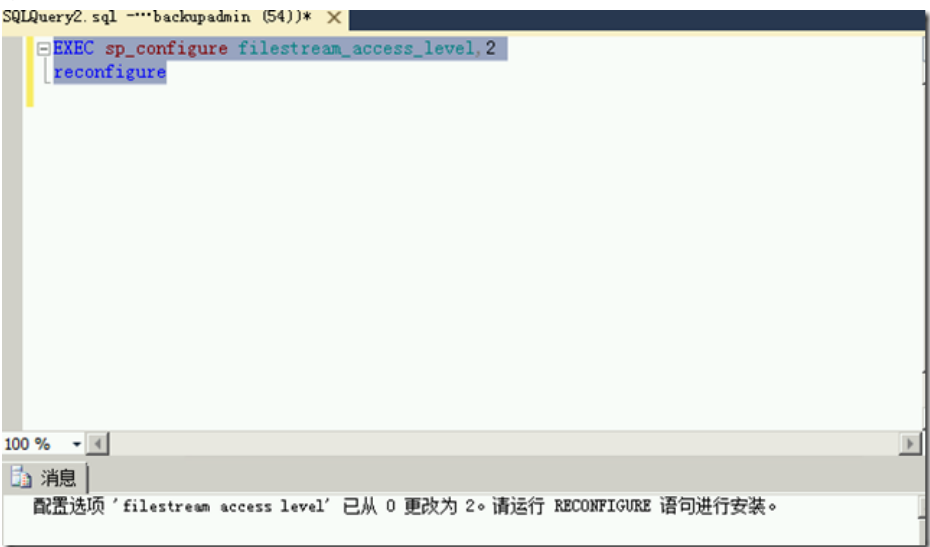 SQLQuery2.sql -...backupadmin (54))*
EXEC sp_configure filestream_access_level,2
reconfigure
100 %
消息
配置选项 'filestream access level' 已从 0 更改为 2。请运行 RECONFIGURE 语句进行安装。